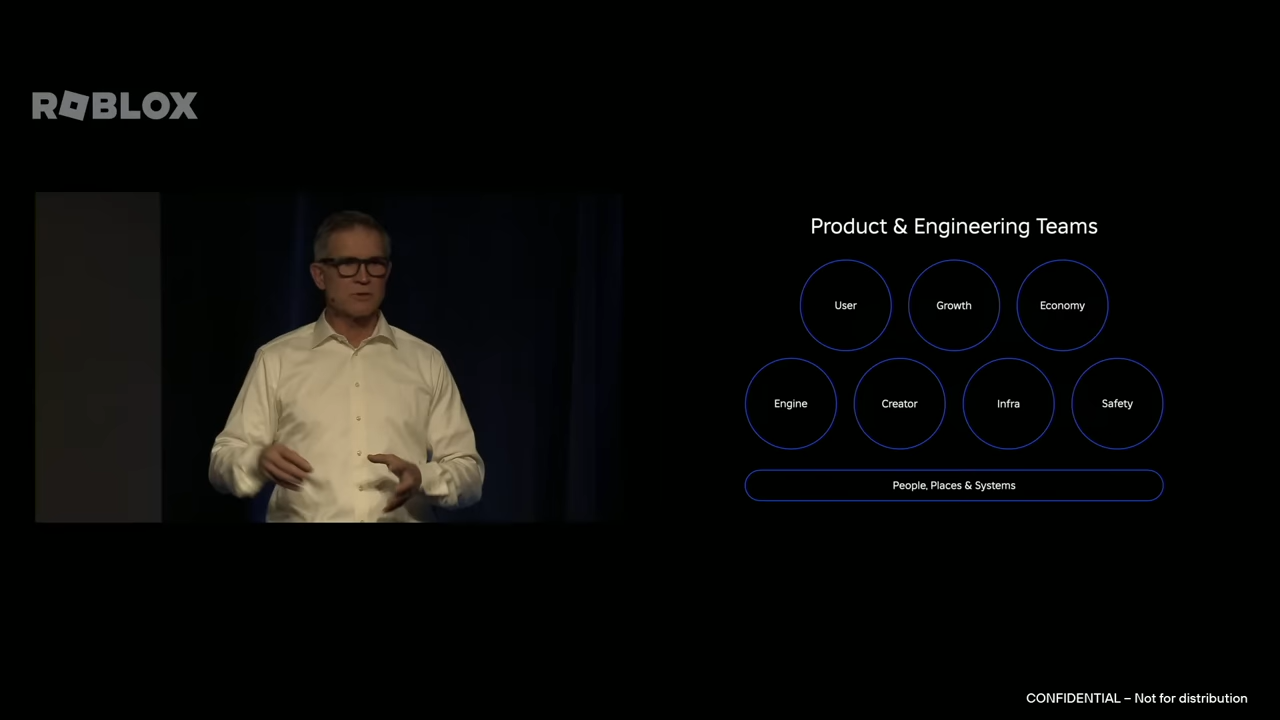 ROBLOX
Product & Engineering Teams
User
Growth
Economy
Engine
Creator
Infra
Safety
People, Places & Systems
CONFIDENTIAL – Not for distribution